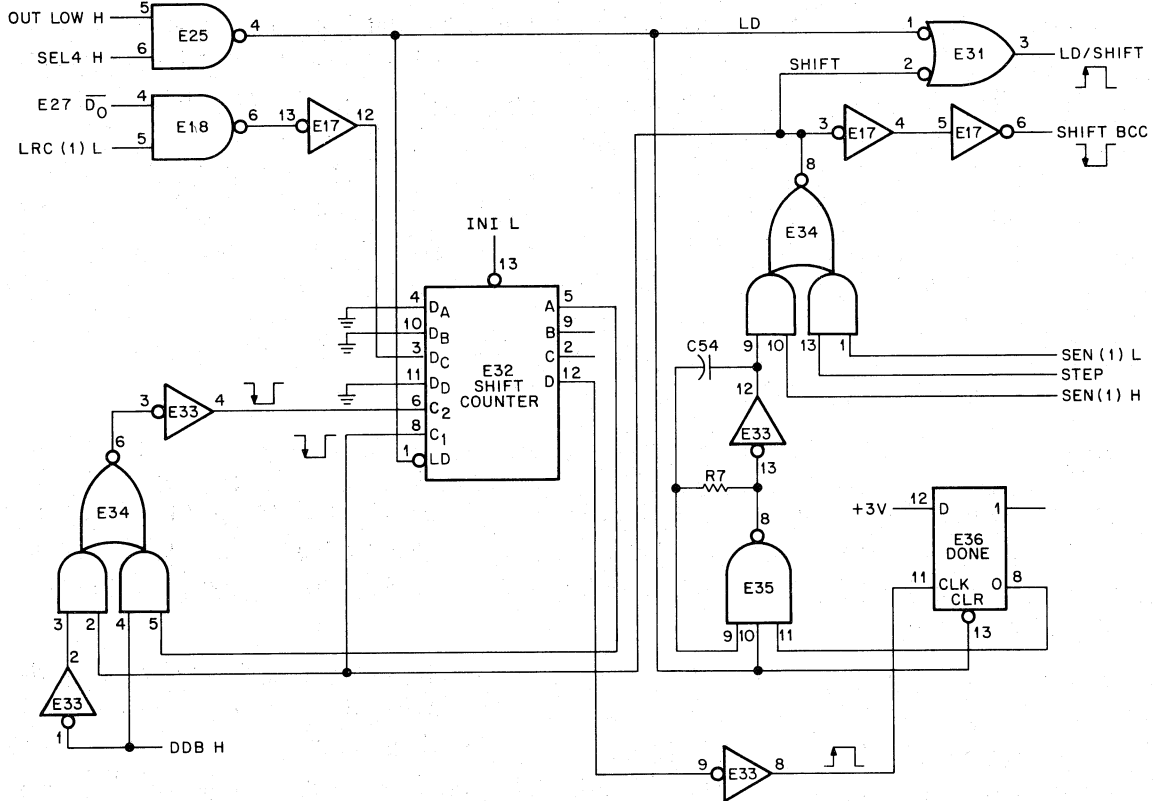 OUT LOW H
5
E25
4
SEL4 H
6
LD
1
E31
3
LD/SHIFT
SHIFT
2
E27 D̅₀
4
E18
6
13
E17
12
LRC (1) L
5
3
E17
4
5
E17
6
SHIFT BCC
8
E34
INI L
13
4
DA
A
5
10
DB
B
9
3
DC
C
2
11
DD
D
12
E32
SHIFT
COUNTER
6
C2
8
C1
1
LD
9
10
13
1
SEN (1) L
STEP
SEN (1) H
C54
12
E33
13
R7
8
E35
9
10
11
3
E33
4
6
E34
3
2
4
5
2
E33
1
DDB H
+3V
12
D
1
E36
DONE
11
CLK
0
8
CLR
13
9
E33
8